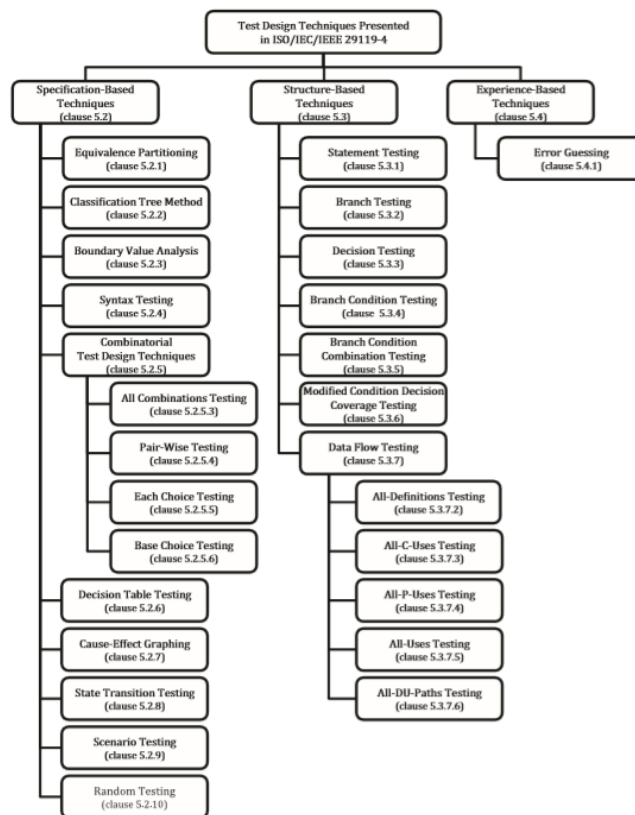 Test Design Techniques Presented
in ISO/IEC/IEEE 29119-4
Specification-Based
Techniques
(clause 5.2)
Equivalence Partitioning
(clause 5.2.1)
Classification Tree Method
(clause 5.2.2)
Boundary Value Analysis
(clause 5.2.3)
Syntax Testing
(clause 5.2.4)
Combinatorial
Test Design Techniques
(clause 5.2.5)
All Combinations Testing
(clause 5.2.5.3)
Pair-Wise Testing
(clause 5.2.5.4)
Each Choice Testing
(clause 5.2.5.5)
Base Choice Testing
(clause 5.2.5.6)
Decision Table Testing
(clause 5.2.6)
Cause-Effect Graphing
(clause 5.2.7)
State Transition Testing
(clause 5.2.8)
Scenario Testing
(clause 5.2.9)
Random Testing
(clause 5.2.10)
Structure-Based
Techniques
(clause 5.3)
Statement Testing
(clause 5.3.1)
Branch Testing
(clause 5.3.2)
Decision Testing
(clause 5.3.3)
Branch Condition Testing
(clause 5.3.4)
Branch Condition
Combination Testing
(clause 5.3.5)
Modified Condition Decision
Coverage Testing
(clause 5.3.6)
Data Flow Testing
(clause 5.3.7)
All-Definitions Testing
(clause 5.3.7.2)
All-C-Uses Testing
(clause 5.3.7.3)
All-P-Uses Testing
(clause 5.3.7.4)
All-Uses Testing
(clause 5.3.7.5)
All-DU-Paths Testing
(clause 5.3.7.6)
Experience-Based
Techniques
(clause 5.4)
Error Guessing
(clause 5.4.1)